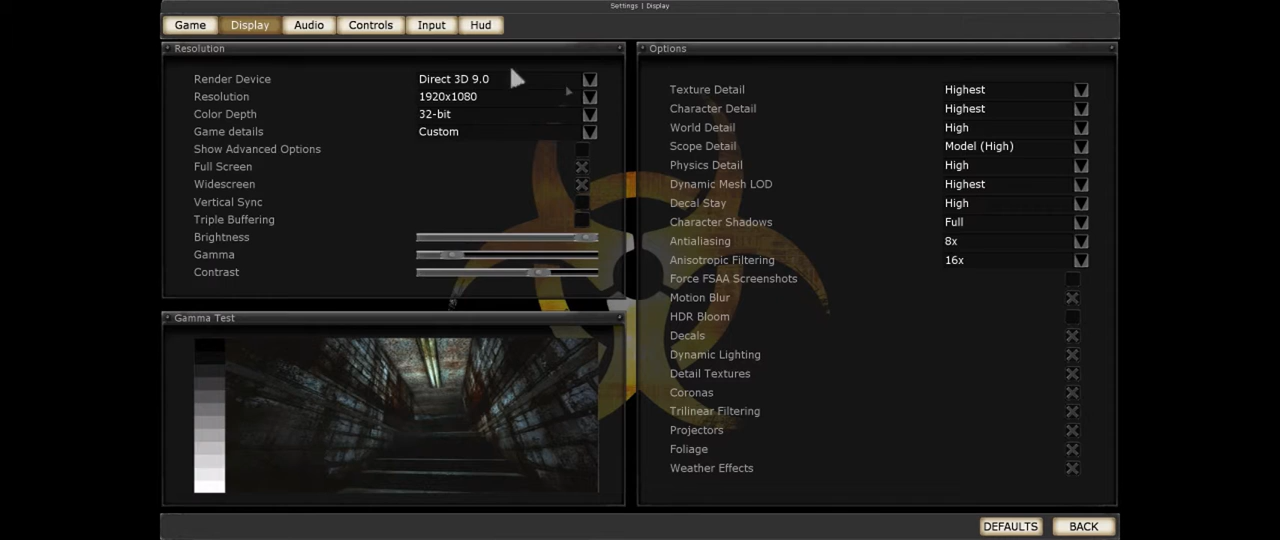 Settings | Display
Game
Display
Audio
Controls
Input
Hud
Resolution
Render Device Direct 3D 9.0
Resolution 1920x1080
Color Depth 32-bit
Game details Custom
Show Advanced Options
Full Screen
Widescreen
Vertical Sync
Triple Buffering
Brightness
Gamma
Contrast
Gamma Test
Options
Texture Detail Highest
Character Detail Highest
World Detail High
Scope Detail Model (High)
Physics Detail High
Dynamic Mesh LOD Highest
Decal Stay High
Character Shadows Full
Antialiasing 8x
Anisotropic Filtering 16x
Force FSAA Screenshots
Motion Blur
HDR Bloom
Decals
Dynamic Lighting
Detail Textures
Coronas
Trilinear Filtering
Projectors
Foliage
Weather Effects
DEFAULTS
BACK